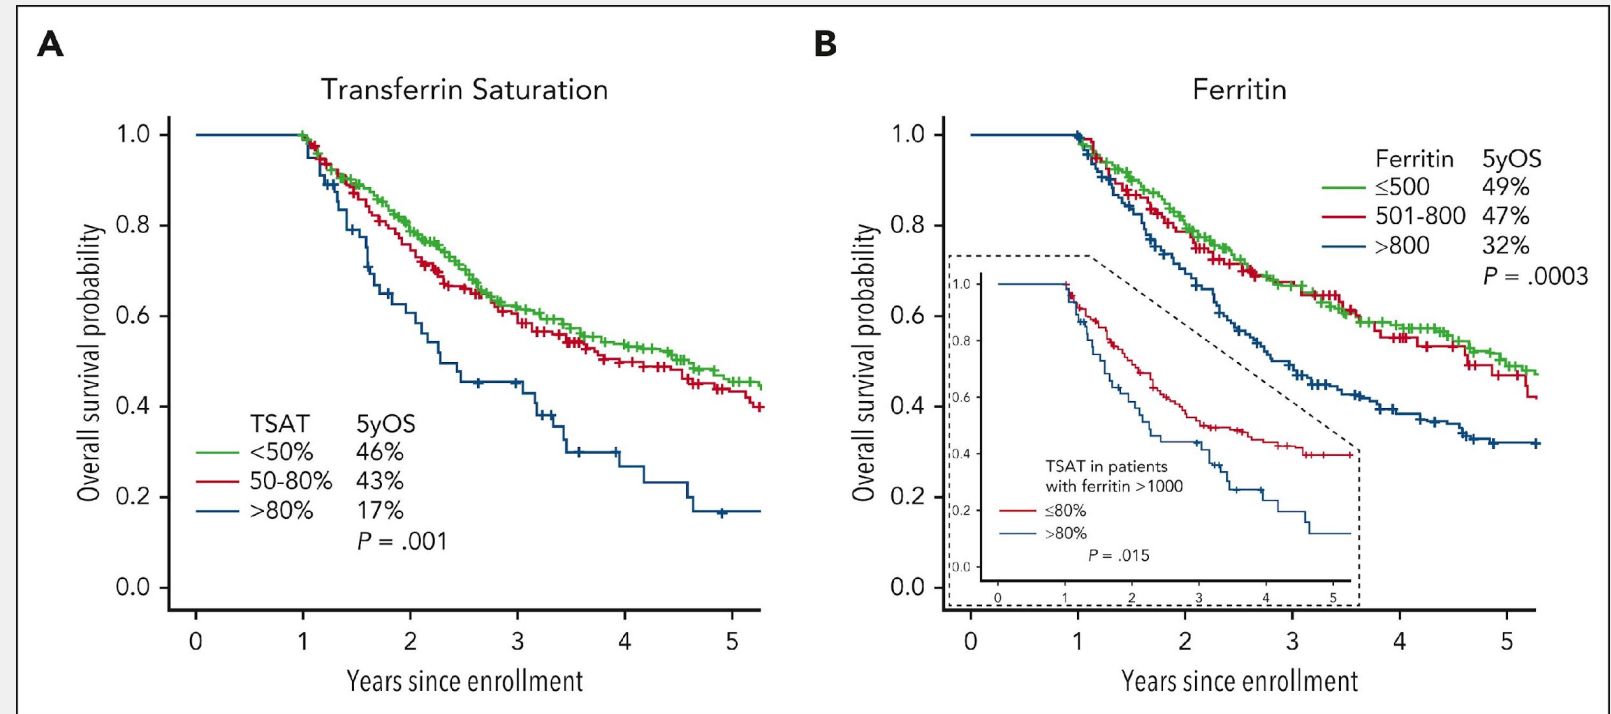 A
Transferrin Saturation
Overall survival probability
1.0
0.8
0.6
0.4
0.2
0.0
TSAT 5yOS
<50% 46%
50-80% 43%
>80% 17%
P = .001
0 1 2 3 4 5
Years since enrollment
B
Ferritin
Overall survival probability
1.0
0.8
0.6
0.4
0.2
0.0
Ferritin 5yOS
≤500 49%
501-800 47%
>800 32%
P = .0003
1.0
0.8
0.6
0.4
0.2
0.0
TSAT in patients
with ferritin >1000
≤80%
>80%
P = .015
0 1 2 3 4 5
0 1 2 3 4 5
Years since enrollment